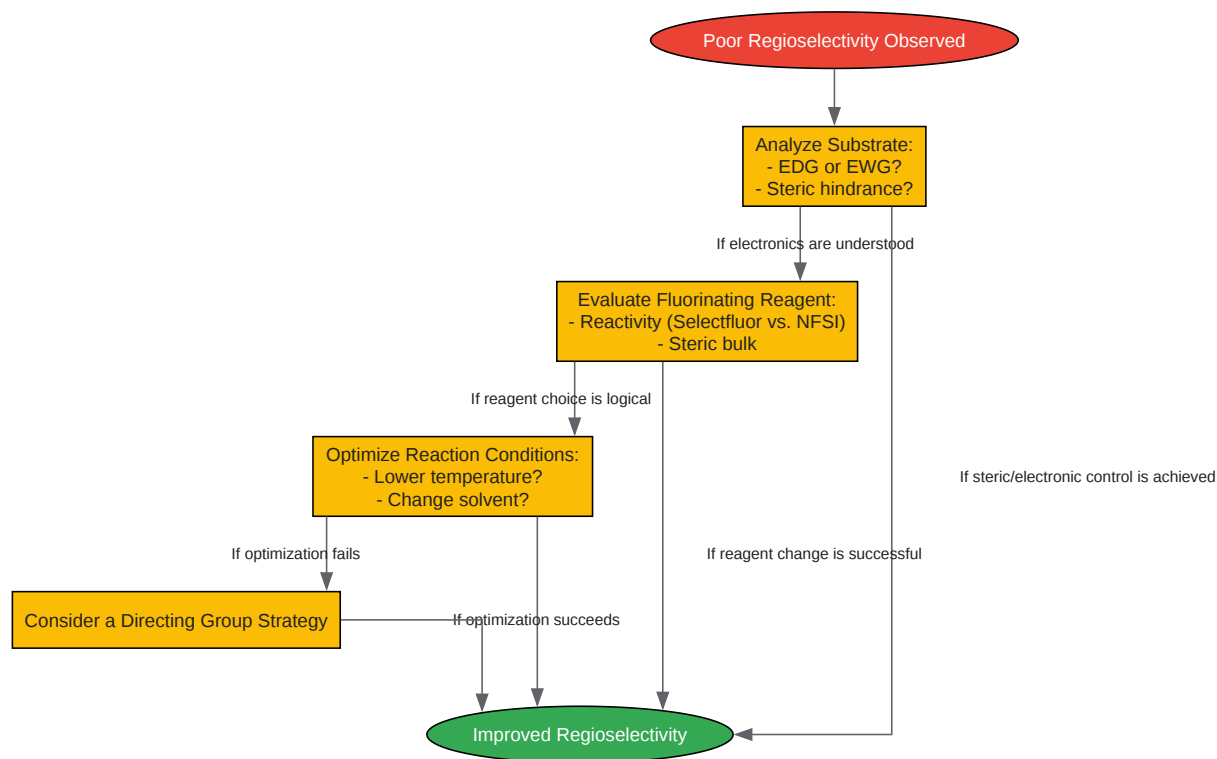 Poor Regioselectivity Observed
Analyze Substrate:
- EDG or EWG?
- Steric hindrance?
If electronics are understood
Evaluate Fluorinating Reagent:
- Reactivity (Selectfluor vs. NFSI)
- Steric bulk
If reagent choice is logical
Optimize Reaction Conditions:
- Lower temperature?
- Change solvent?
If steric/electronic control is achieved
If optimization fails
If reagent change is successful
Consider a Directing Group Strategy
If optimization succeeds
Improved Regioselectivity